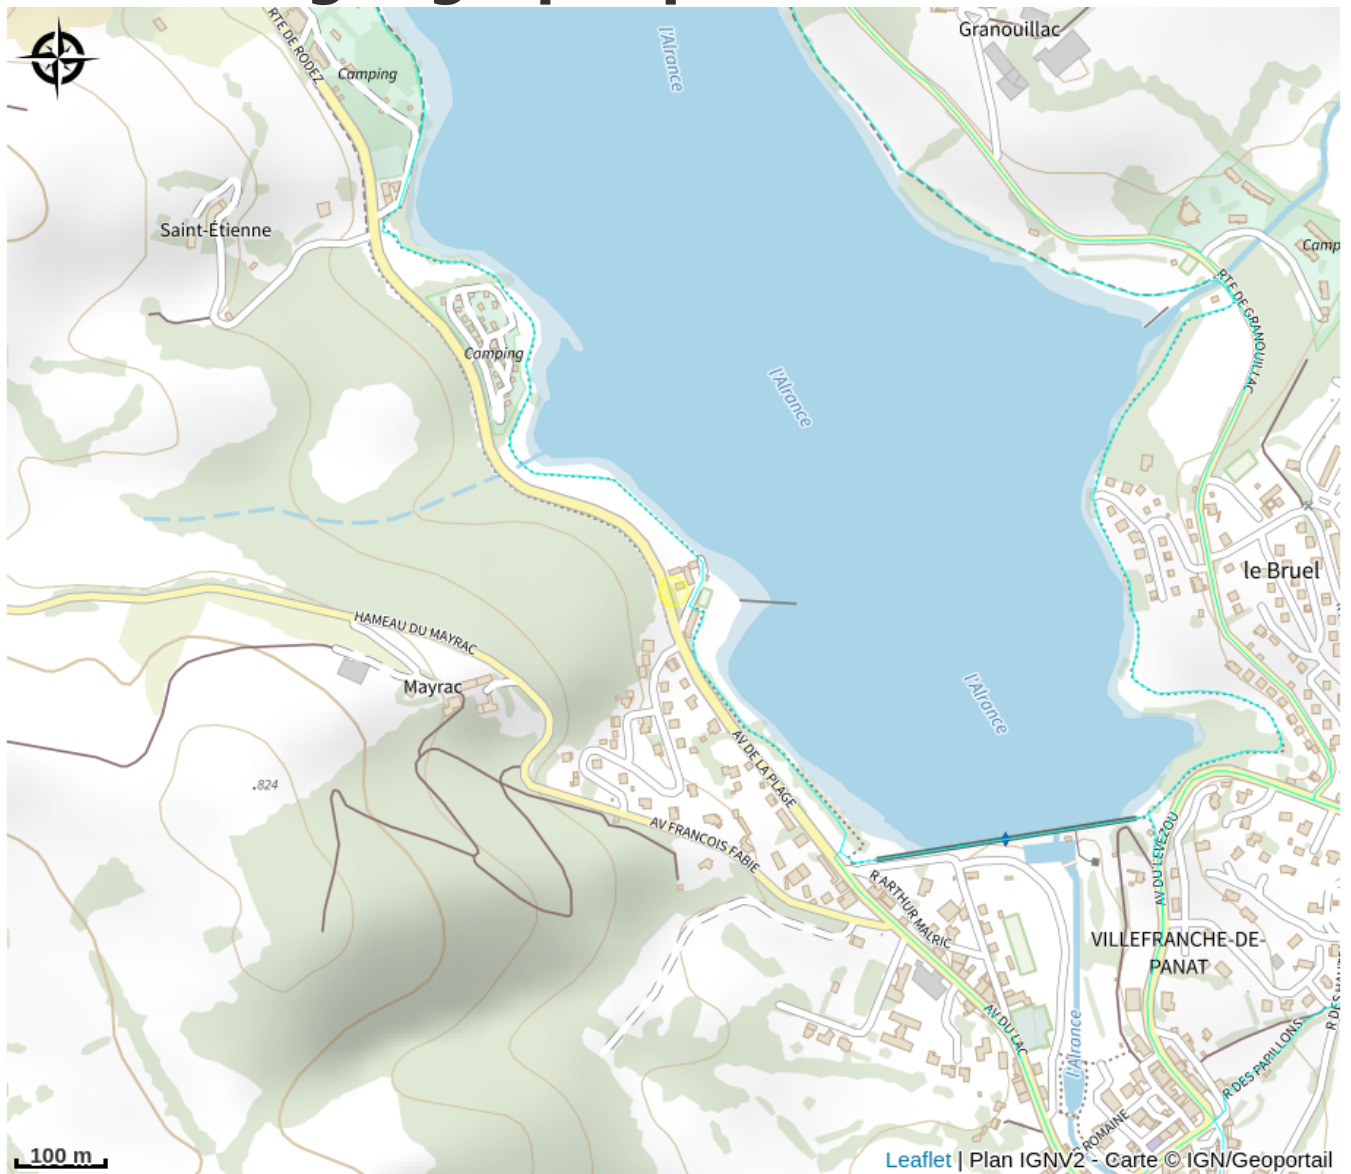 l'Alrance
Granouillac
RTE DE RODEZ
Camping
Saint-Étienne
Camp
RTE DE GRANOUILLAC
Camping
l'Alrance
le Bruel
HAMEAU DU MAYRAC
Mayrac
l'Alrance
.824
AV DE LA PLAGE
AV FRANCOIS FABIE
AV DU LEVEZOU
R ARTHUR MALRIC
VILLEFRANCHE-DE-
PANAT
AV DU LAC
l'Alrance
R DES PAPILLONS
ROMAINE
100 m
Leaflet | Plan IGNV2 - Carte © IGN/Geoportail